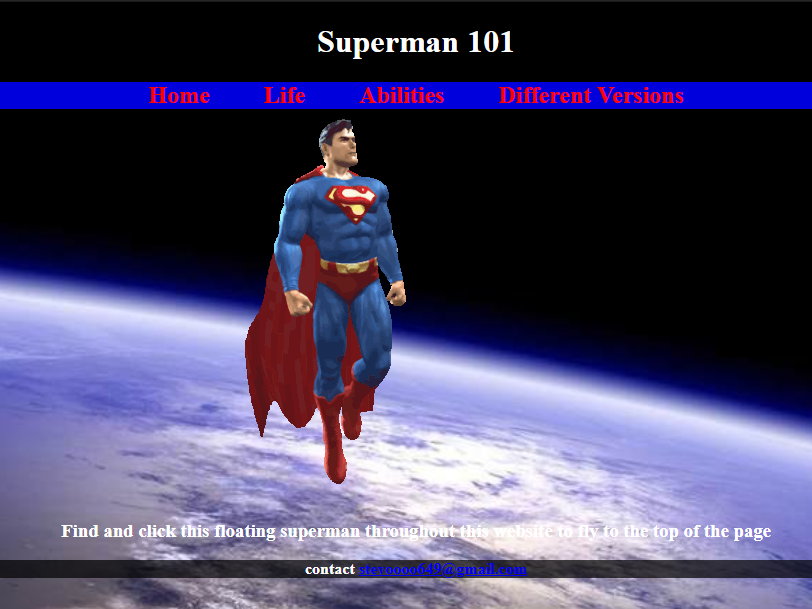 Superman 101
Home Life Abilities Different Versions
Find and click this floating superman throughout this website to fly to the top of the page
contact stevoooo649@gmail.com